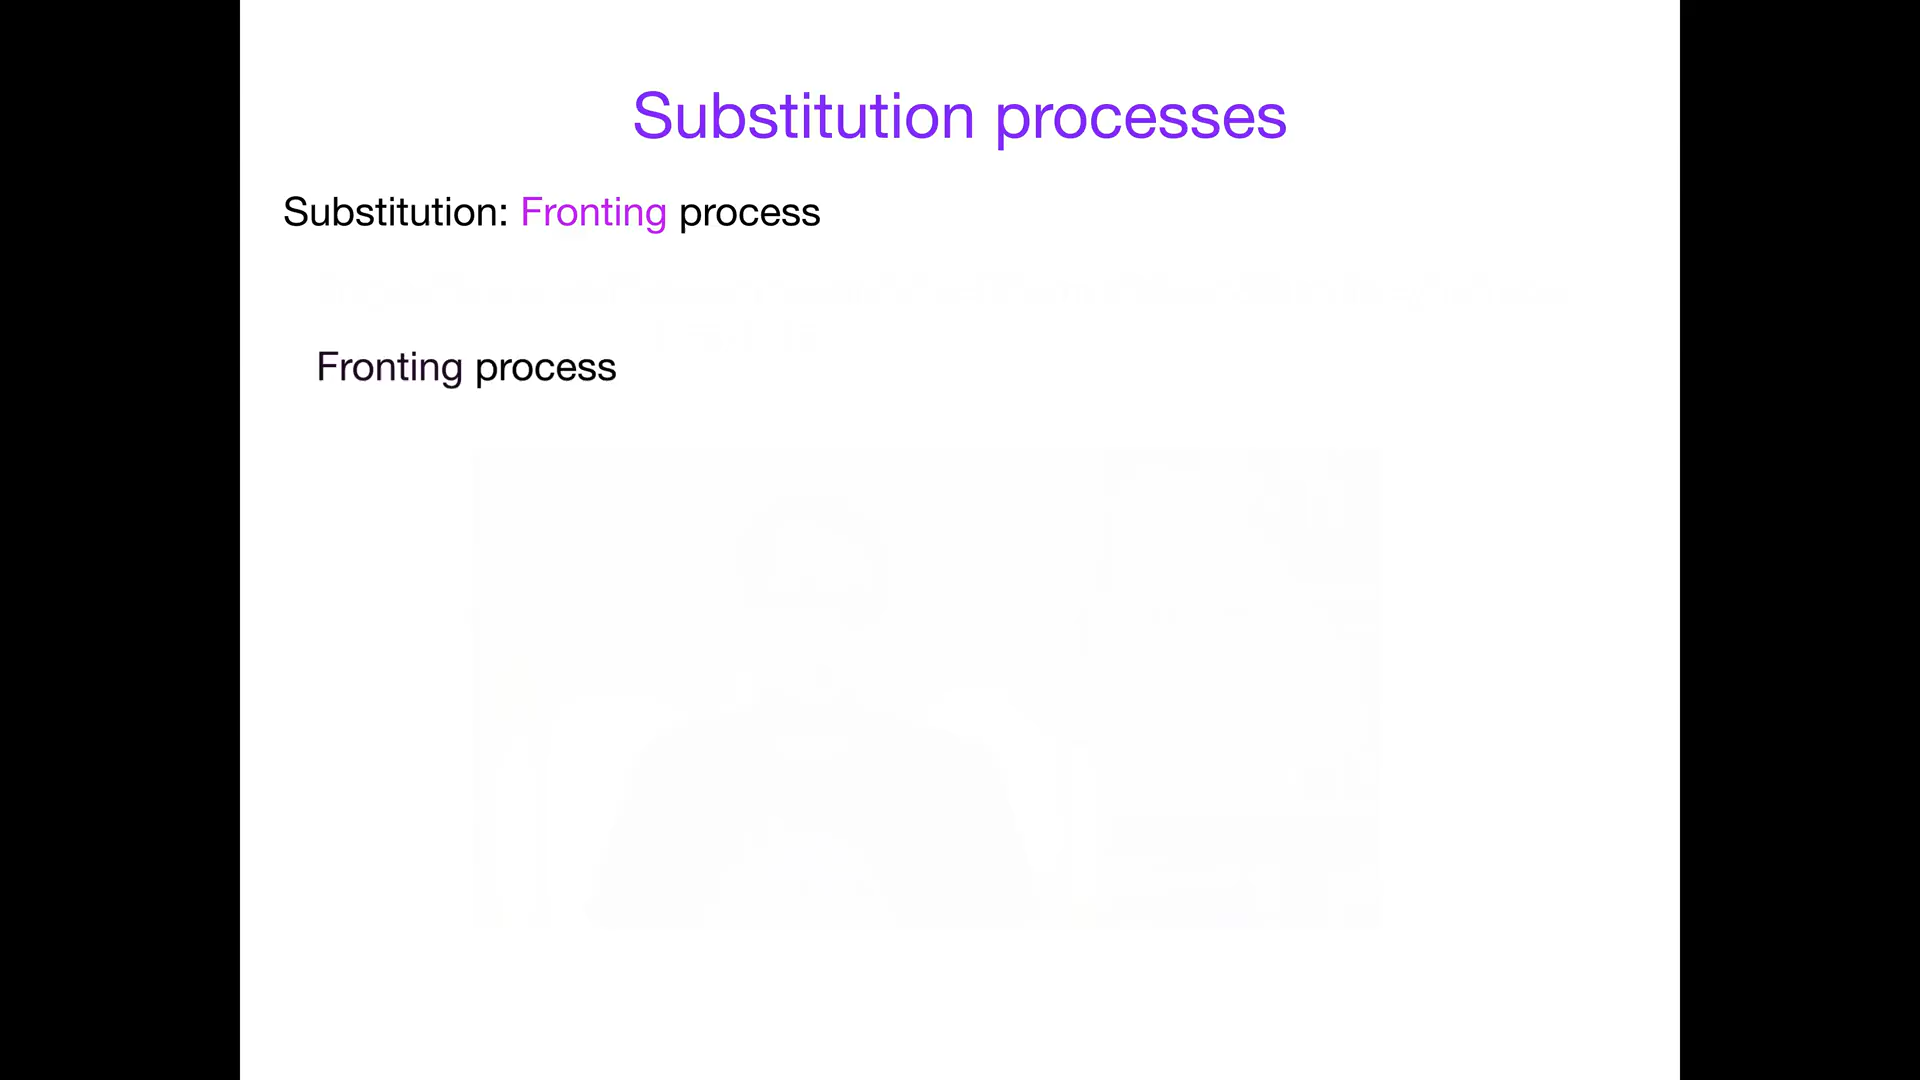 Substitution processes
Substitution: Fronting process
Fronting process